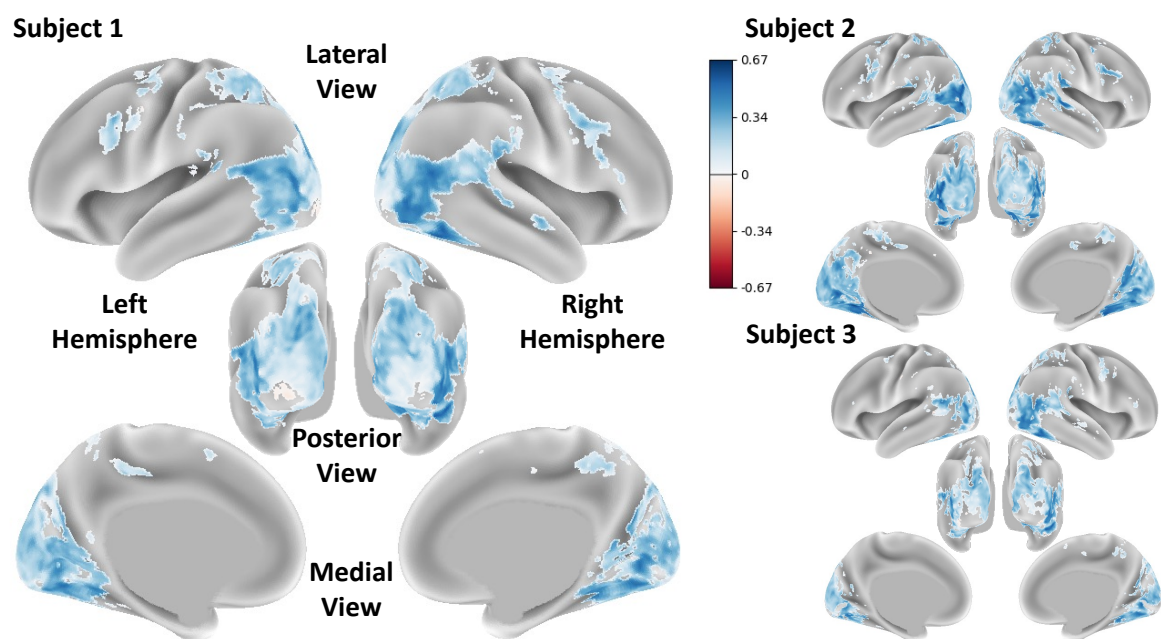 Subject 1
Lateral
View
Left
Hemisphere
Right
Hemisphere
Posterior
View
Medial
View
0.67
0.34
0
-0.34
-0.67
Subject 2
Subject 3